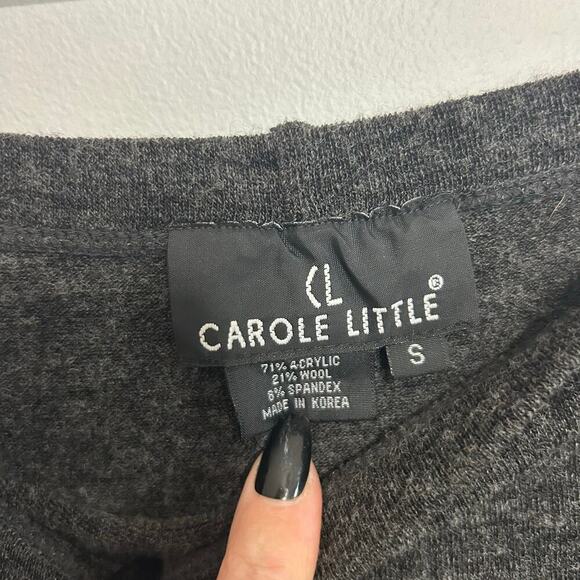 CL
CAROLE LITTLE®
S
71% ACRYLIC
21% WOOL
8% SPANDEX
MADE IN KOREA